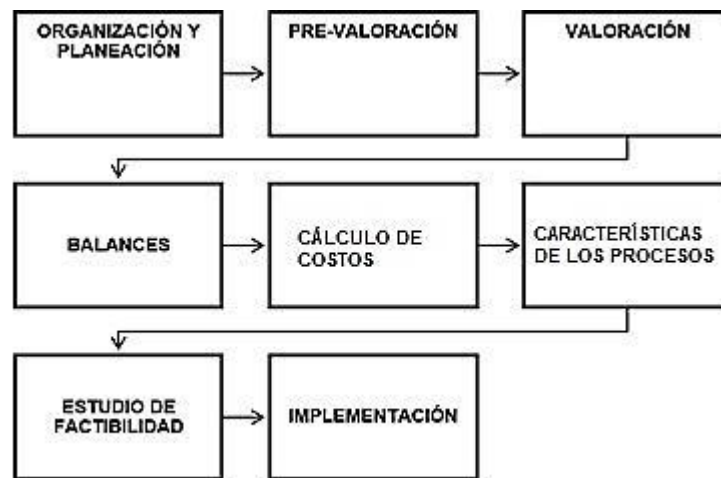 ORGANIZACIÓN Y
PLANEACIÓN
PRE-VALORACIÓN
VALORACIÓN
BALANCES
CÁLCULO DE
COSTOS
CARACTERÍSTICAS
DE LOS PROCESOS
ESTUDIO DE
FACTIBILIDAD
IMPLEMENTACIÓN